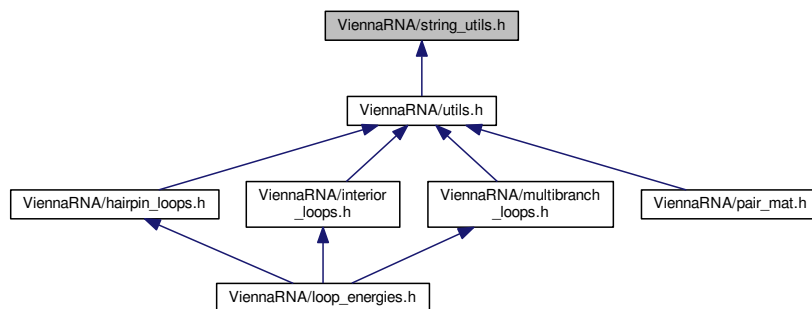 ViennaRNA/string_utils.h
ViennaRNA/utils.h
ViennaRNA/hairpin_loops.h
ViennaRNA/interior
_loops.h
ViennaRNA/multibranch
_loops.h
ViennaRNA/pair_mat.h
ViennaRNA/loop_energies.h